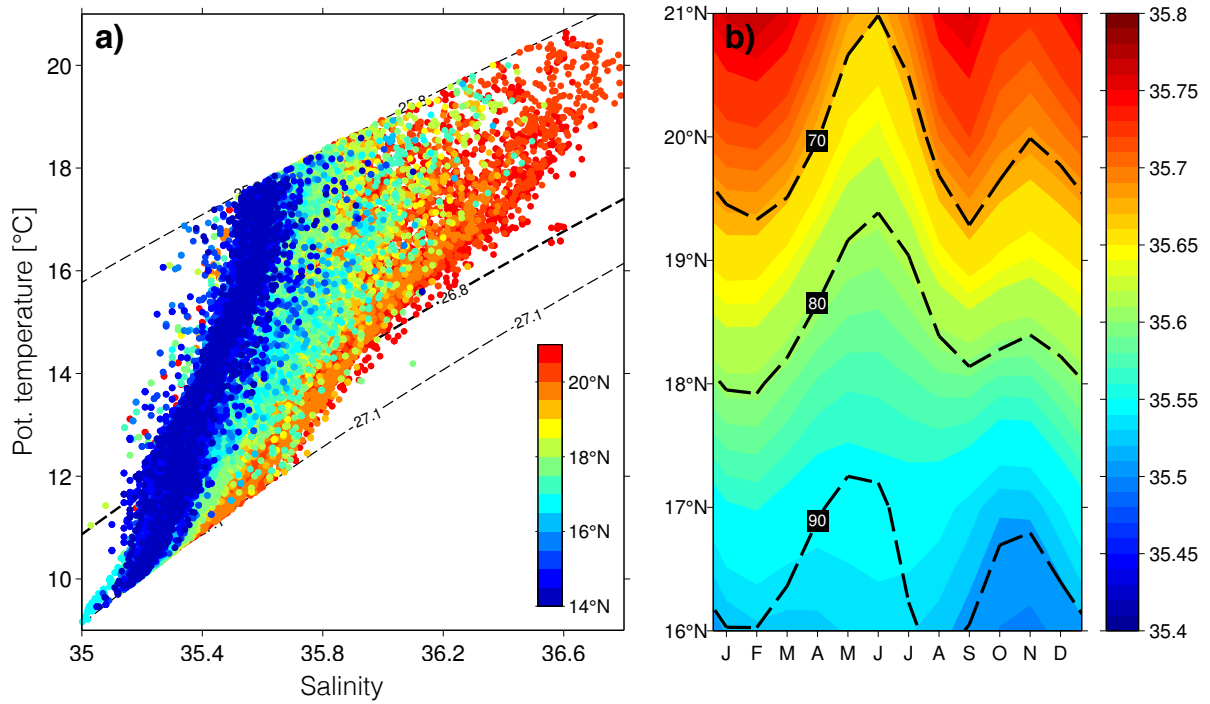 a)
Pot. temperature [°C]
20
18
16
14
12
10
25.8
26.8
27.1
27.1
20°N
18°N
16°N
14°N
35
35.4
35.8
36.2
36.6
Salinity
b)
21°N
20°N
19°N
18°N
17°N
16°N
70
80
90
J F M A M J J A S O N D
35.8
35.75
35.7
35.65
35.6
35.55
35.5
35.45
35.4